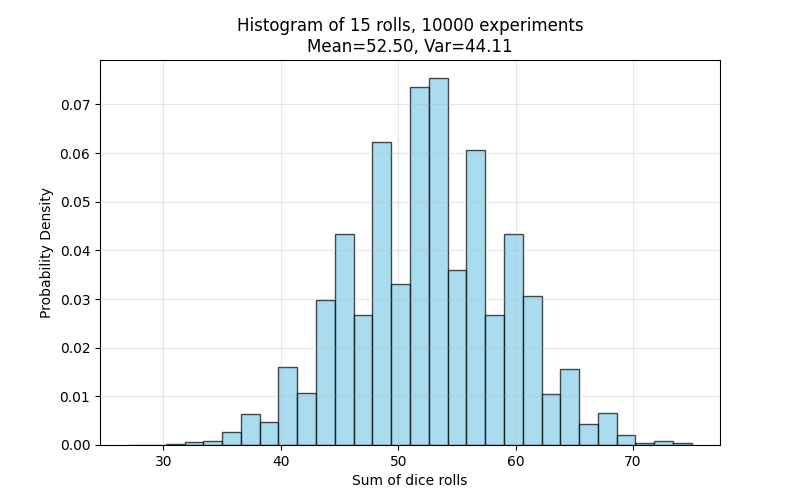 Histogram of 15 rolls, 10000 experiments
Mean=52.50, Var=44.11
Probability Density
0.07
0.06
0.05
0.04
0.03
0.02
0.01
0.00
30 40 50 60 70
Sum of dice rolls